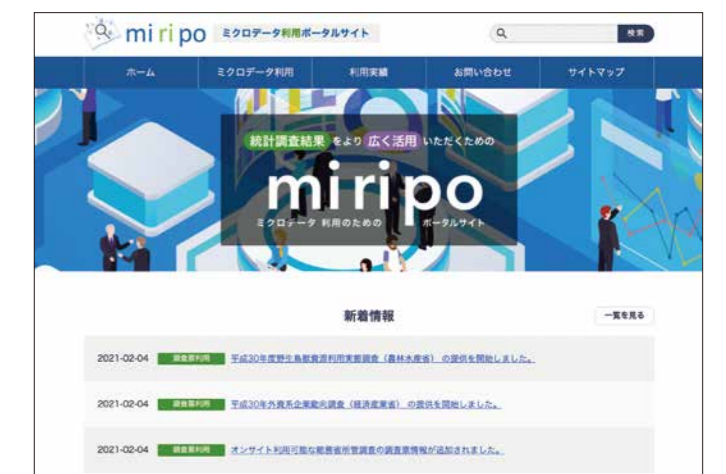 miripo ミクロデータ利用ポータルサイト
検索
ホーム ミクロデータ利用 利用実績 お問い合わせ サイトマップ
統計調査結果 をより 広く活用 いただくための
miripo
ミクロデータ 利用のための ポータルサイト
新着情報
一覧を見る
2021-02-04 調査票利用 平成30年度野生鳥獣資源利用実態調査（農林水産省） の提供を開始しました。
2021-02-04 調査票利用 平成30年外資系企業動向調査（経済産業省） の提供を開始しました。
2021-02-04 調査票利用 オンサイト利用可能な総務省所管調査の調査票情報が追加されました。